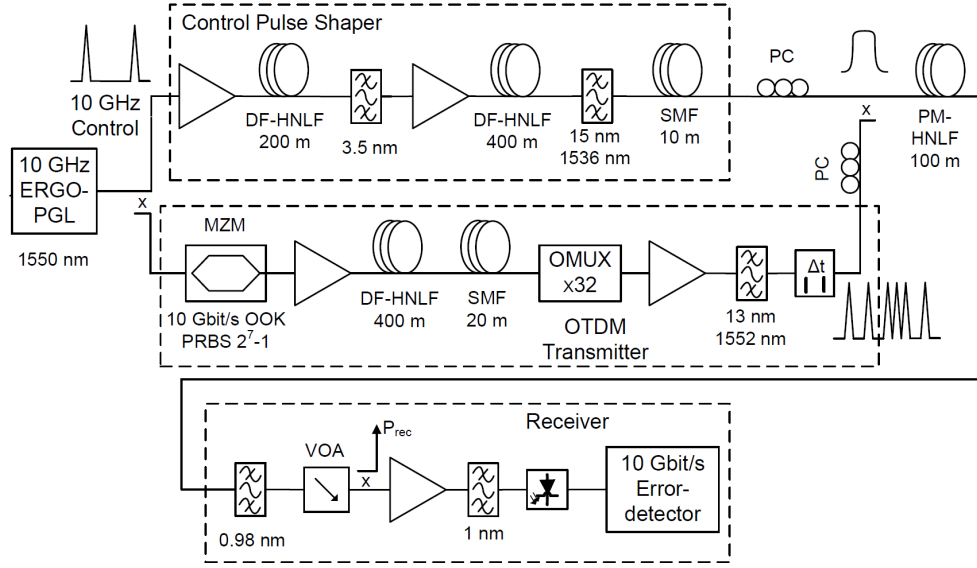 Control Pulse Shaper
10 GHz
Control
DF-HNLF
200 m
3.5 nm
DF-HNLF
400 m
15 nm
1536 nm
SMF
10 m
PC
x
PM-
HNLF
100 m
PC
10 GHz
ERGO-
PGL
1550 nm
x
MZM
10 Gbit/s OOK
PRBS 2⁷-1
DF-HNLF
400 m
SMF
20 m
OMUX
x32
OTDM
Transmitter
13 nm
1552 nm
Δt
Receiver
0.98 nm
VOA
x
P_rec
1 nm
10 Gbit/s
Error-
detector